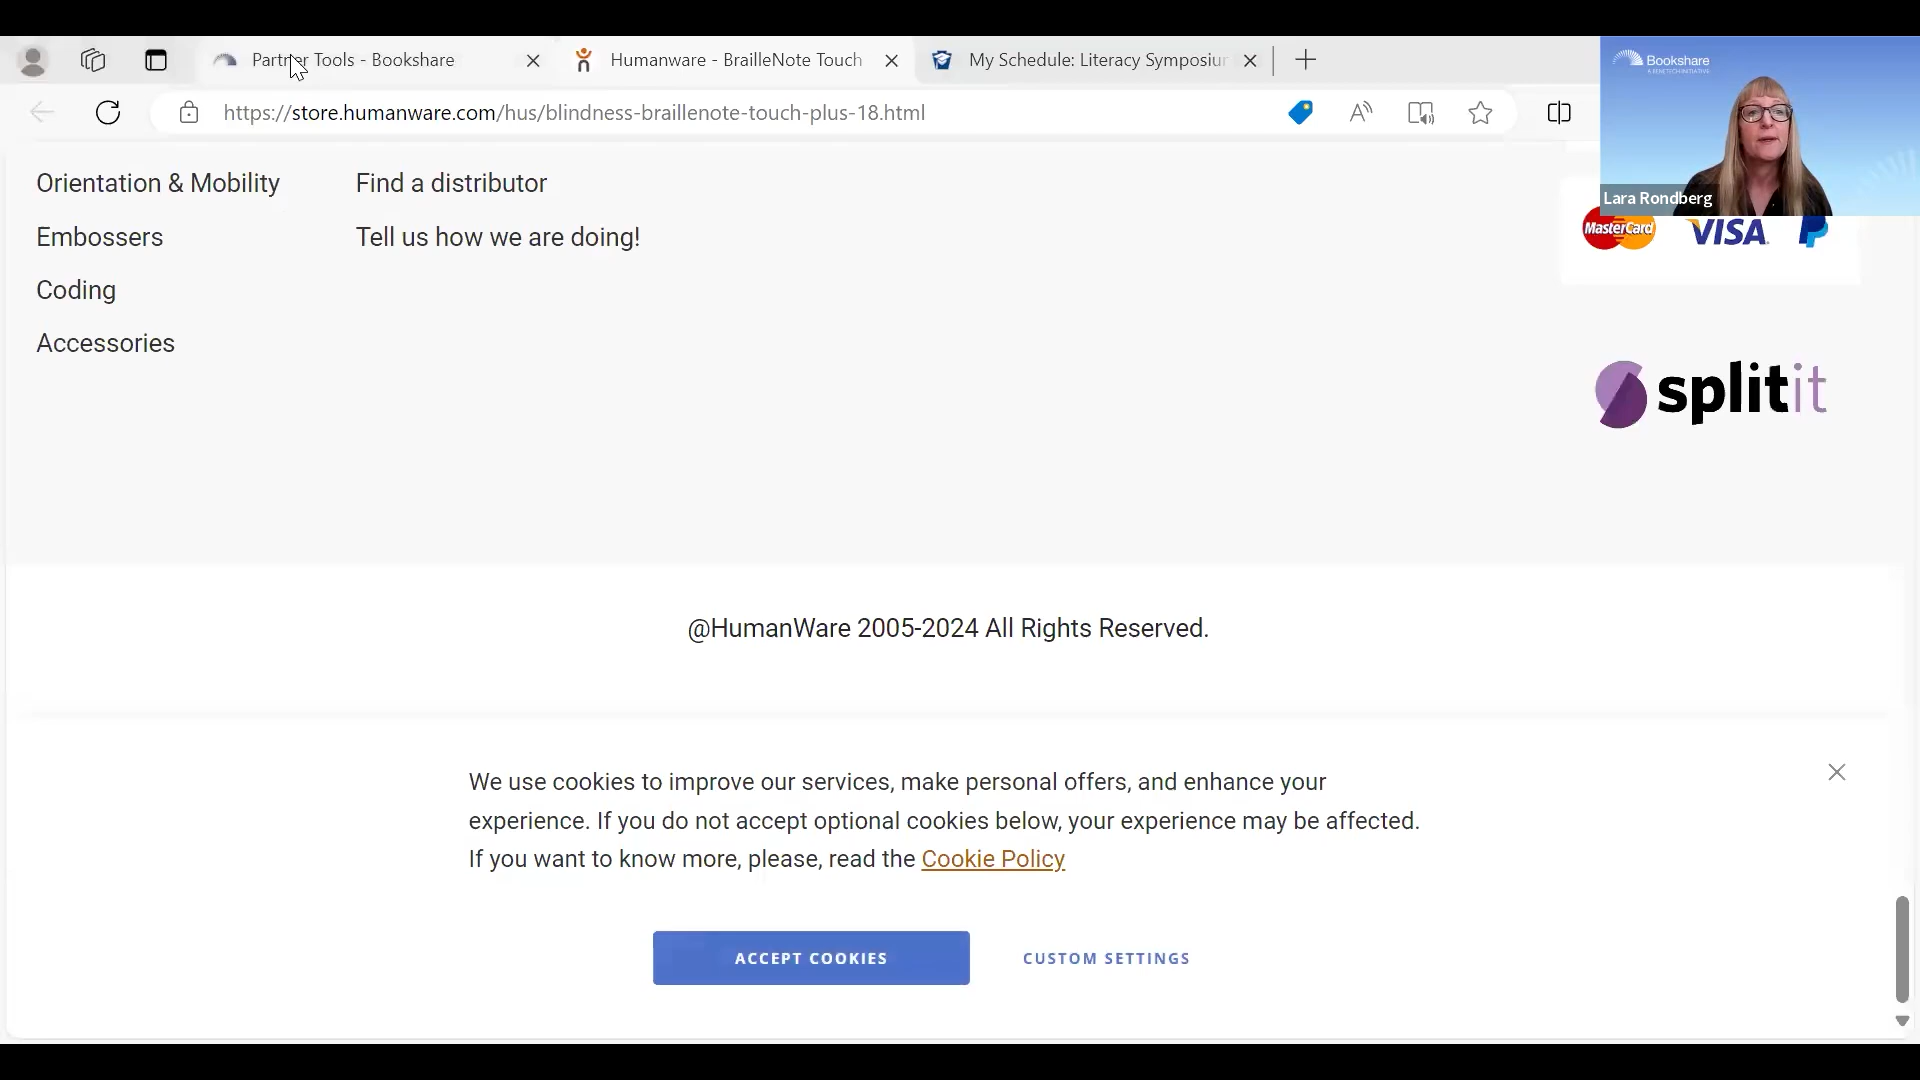 Partner Tools - Bookshare
Humanware - BrailleNote Touch
My Schedule: Literacy Symposium
https://store.humanware.com/hus/blindness-braillenote-touch-plus-18.html
Bookshare
A BENETECH INITIATIVE
Lara Rondberg
Orientation & Mobility
Find a distributor
Embossers
Tell us how we are doing!
Coding
Accessories
MasterCard
VISA
splitit
@HumanWare 2005-2024 All Rights Reserved.
We use cookies to improve our services, make personal offers, and enhance your
experience. If you do not accept optional cookies below, your experience may be affected.
If you want to know more, please, read the Cookie Policy
ACCEPT COOKIES
CUSTOM SETTINGS